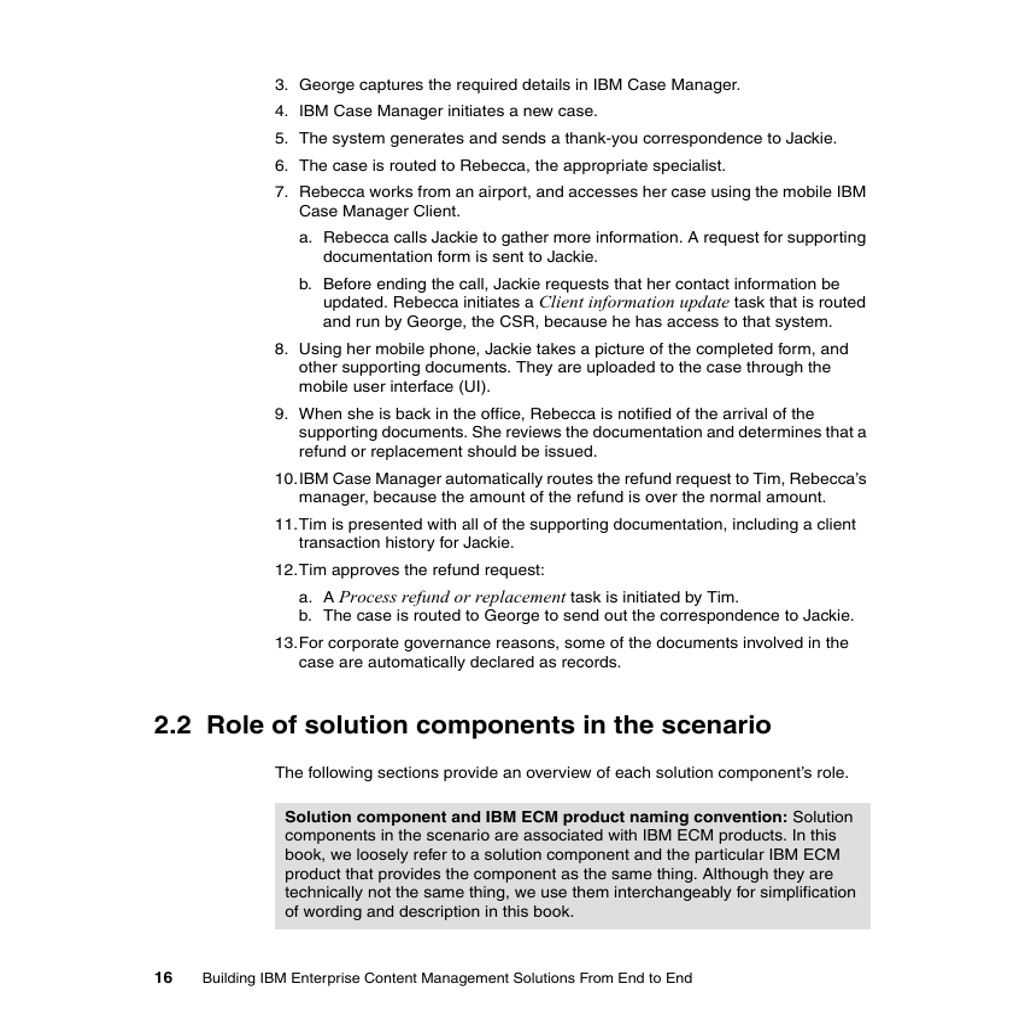 3. George captures the required details in IBM Case Manager.
4. IBM Case Manager initiates a new case.
5. The system generates and sends a thank-you correspondence to Jackie.
6. The case is routed to Rebecca, the appropriate specialist.
7. Rebecca works from an airport, and accesses her case using the mobile IBM
Case Manager Client.
a. Rebecca calls Jackie to gather more information. A request for supporting
documentation form is sent to Jackie.
b. Before ending the call, Jackie requests that her contact information be
updated. Rebecca initiates a Client information update task that is routed
and run by George, the CSR, because he has access to that system.
8. Using her mobile phone, Jackie takes a picture of the completed form, and
other supporting documents. They are uploaded to the case through the
mobile user interface (UI).
9. When she is back in the office, Rebecca is notified of the arrival of the
supporting documents. She reviews the documentation and determines that a
refund or replacement should be issued.
10.IBM Case Manager automatically routes the refund request to Tim, Rebecca’s
manager, because the amount of the refund is over the normal amount.
11.Tim is presented with all of the supporting documentation, including a client
transaction history for Jackie.
12.Tim approves the refund request:
a. A Process refund or replacement task is initiated by Tim.
b. The case is routed to George to send out the correspondence to Jackie.
13.For corporate governance reasons, some of the documents involved in the
case are automatically declared as records.
2.2 Role of solution components in the scenario
The following sections provide an overview of each solution component’s role.
Solution component and IBM ECM product naming convention: Solution
components in the scenario are associated with IBM ECM products. In this
book, we loosely refer to a solution component and the particular IBM ECM
product that provides the component as the same thing. Although they are
technically not the same thing, we use them interchangeably for simplification
of wording and description in this book.
16 Building IBM Enterprise Content Management Solutions From End to End